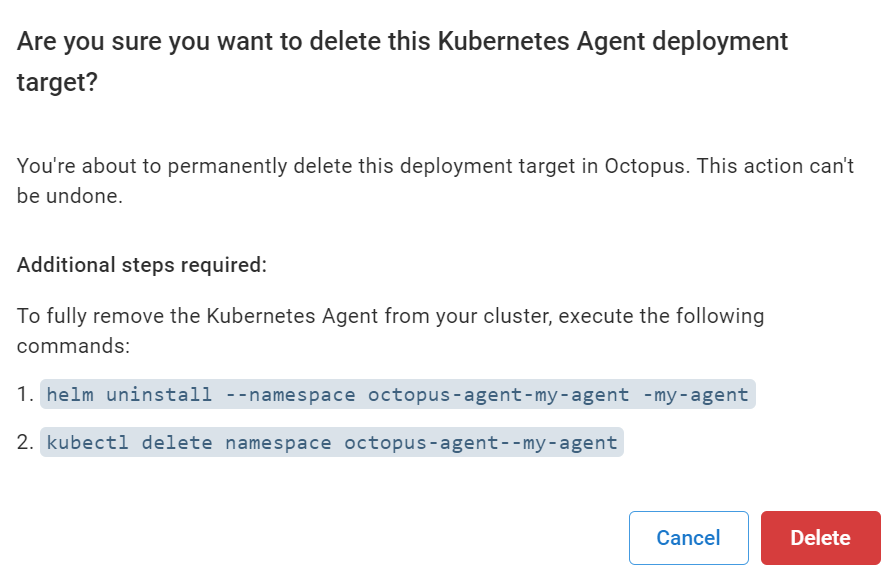 Are you sure you want to delete this Kubernetes Agent deployment
target?
You're about to permanently delete this deployment target in Octopus. This action can't
be undone.
Additional steps required:
To fully remove the Kubernetes Agent from your cluster, execute the following
commands:
1. helm uninstall --namespace octopus-agent-my-agent -my-agent
2. kubectl delete namespace octopus-agent--my-agent
Cancel Delete